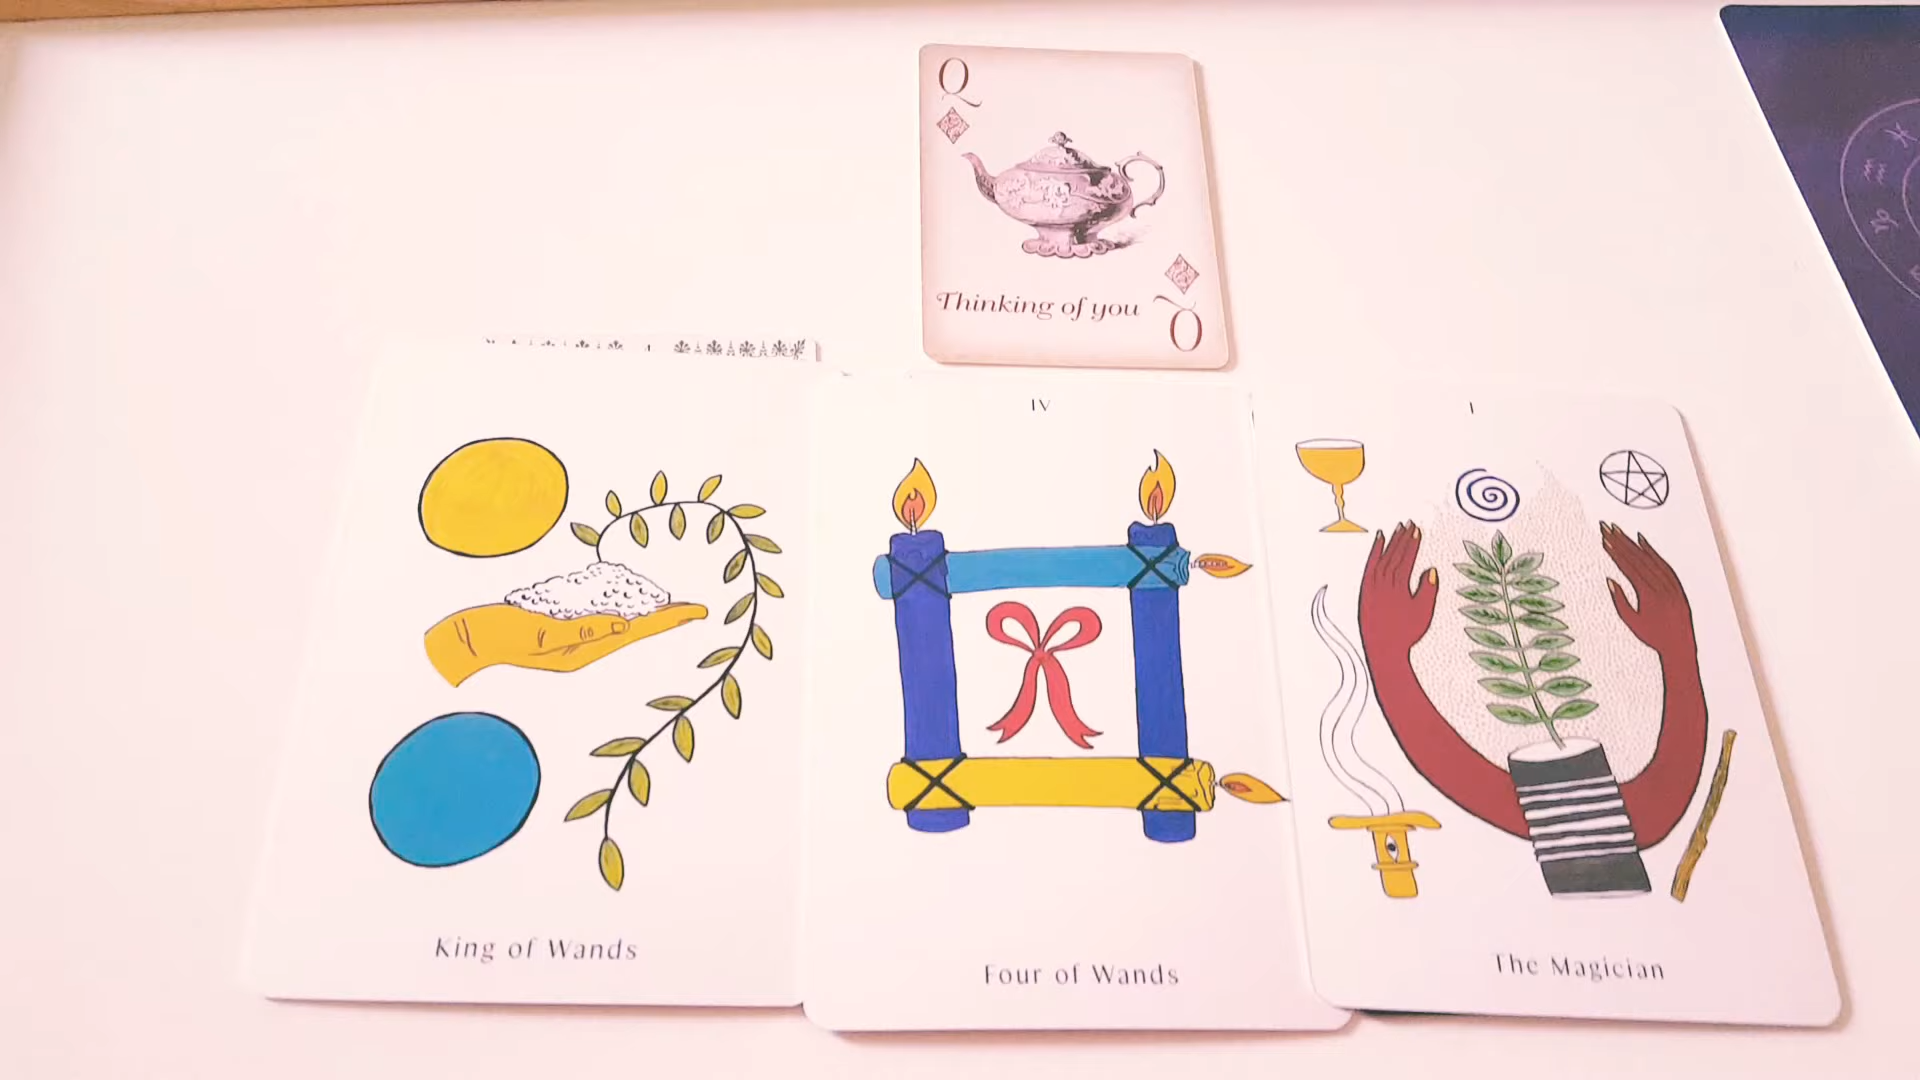 Q
Thinking of you
Q
IV
I
King of Wands
Four of Wands
The Magician